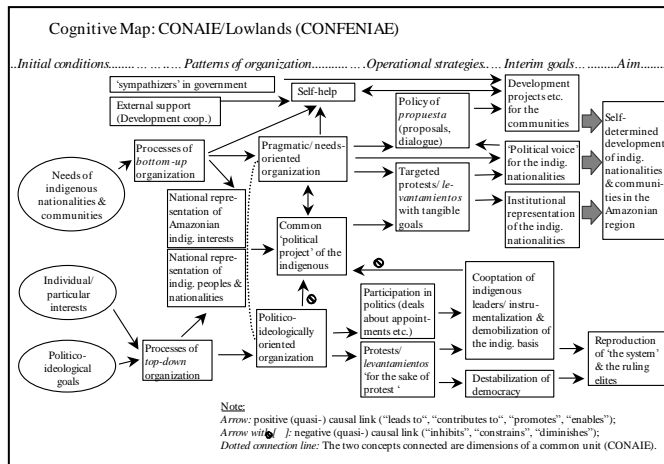 Cognitive Map: CONAIE/Lowlands (CONFENIAE)
...Initial conditions........ ... .. .. Patterns of organization.............. ... .. Operational strategies.. .. Interim goals.. .. .......Aim....
'sympathizers' in government
External support
(Development coop.)
Self-help
Development
projects etc.
for the
communities
Policy of
propuesta
(proposals,
dialogue)
Self-
determined
development
of indig.
nationalities
& communi-
ties in the
Amazonian
region
Processes of
bottom-up
organization
Pragmatic/ needs-
oriented
organization
'Political voice'
for the indig.
nationalities
Needs of
indigenous
nationalities &
communities
Targeted
protests/ le-
vantamientos
with tangible
goals
National repre-
sentation of
Amazonian
indig. interests
Institutional
representation
of the indig.
nationalities
Common
'political
project' of the
indigenous
National
representation of
indig. peoples &
nationalities
Individual/
particular
interests
Cooptation of
indigenous
leaders/ instru-
mentalization &
demobilization of
the indig. basis
Participation in
politics (deals
about appoint-
ments etc.)
Politico-
ideologically
oriented
organization
Politico-
ideological
goals
Processes of
top-down
organization
Protests/
levantamientos
'for the sake of
protest '
Reproduction
of 'the system'
& the ruling
elites
Destabilization of
democracy
Note:
Arrow: positive (quasi-) causal link ("leads to", "contributes to", "promotes", "enables");
Arrow with [ ]: negative (quasi-) causal link ("inhibits", "constrains", "diminishes");
Dotted connection line: The two concepts connected are dimensions of a common unit (CONAIE).